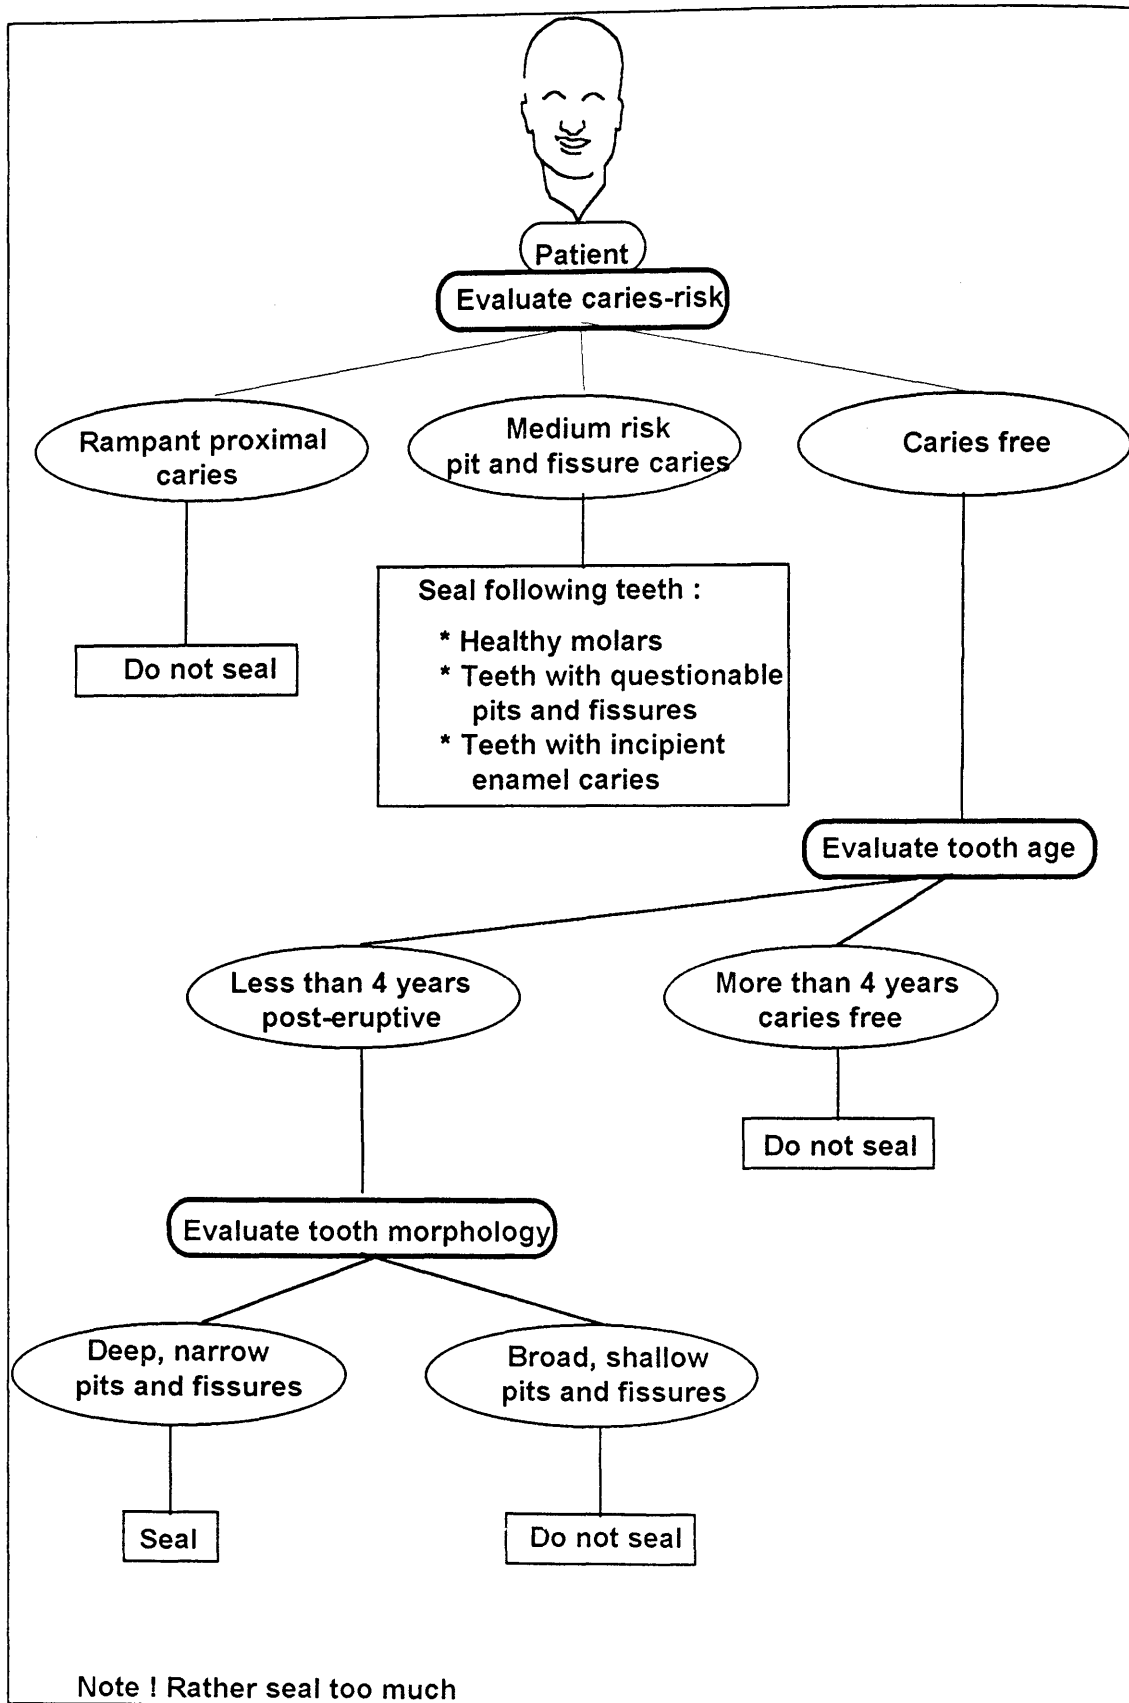 Patient
Evaluate caries-risk
Rampant proximal
caries
Medium risk
pit and fissure caries
Caries free
Do not seal
Seal following teeth :
* Healthy molars
* Teeth with questionable
pits and fissures
* Teeth with incipient
enamel caries
Evaluate tooth age
Less than 4 years
post-eruptive
More than 4 years
caries free
Do not seal
Evaluate tooth morphology
Deep, narrow
pits and fissures
Broad, shallow
pits and fissures
Seal
Do not seal
Note ! Rather seal too much